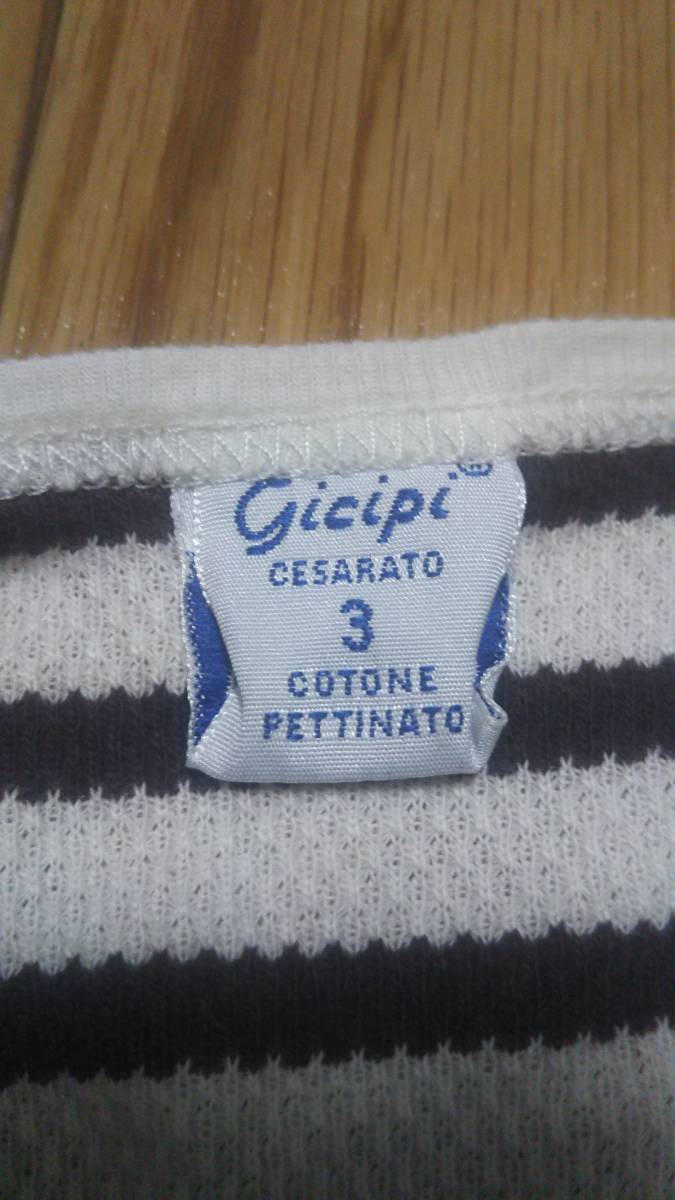 Gicipi®
CESARATO
3
COTONE
PETTINATO